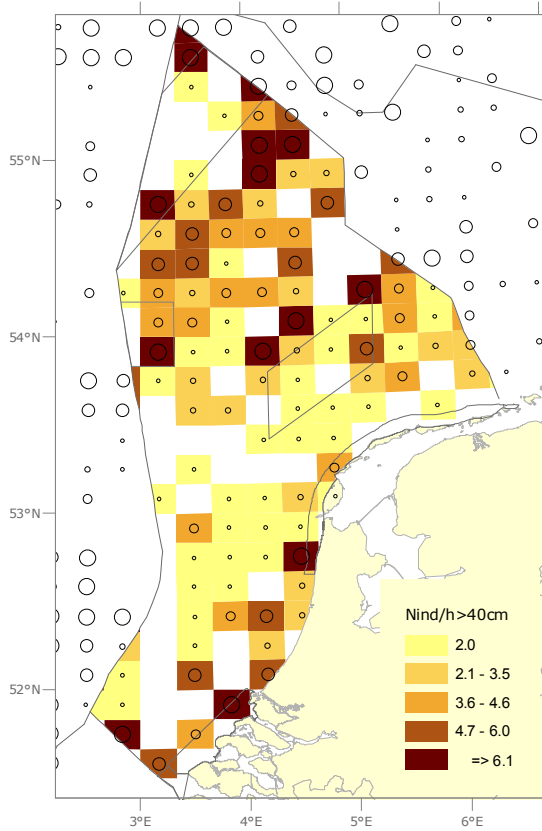 55°N
54°N
53°N
52°N
Nind/h>40cm
2.0
2.1 - 3.5
3.6 - 4.6
4.7 - 6.0
=> 6.1
3°E
4°E
5°E
6°E